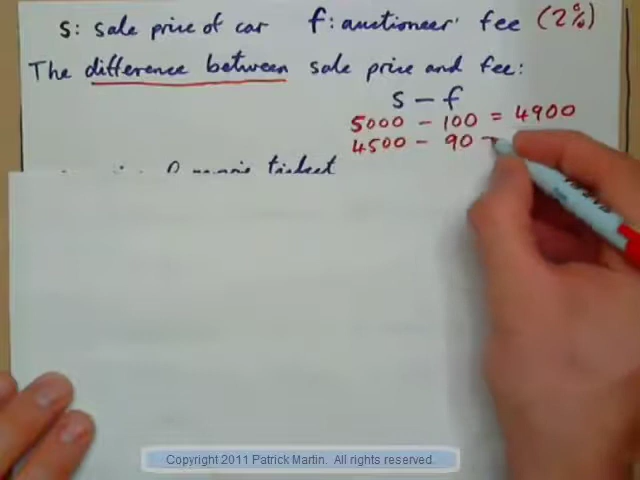 s: sale price of car f: auctioneer' fee (2%)
The difference between sale price and fee:
s – f
5000 – 100 = 4900
4500 – 90 –
ticket
Copyright 2011 Patrick Martin. All rights reserved.